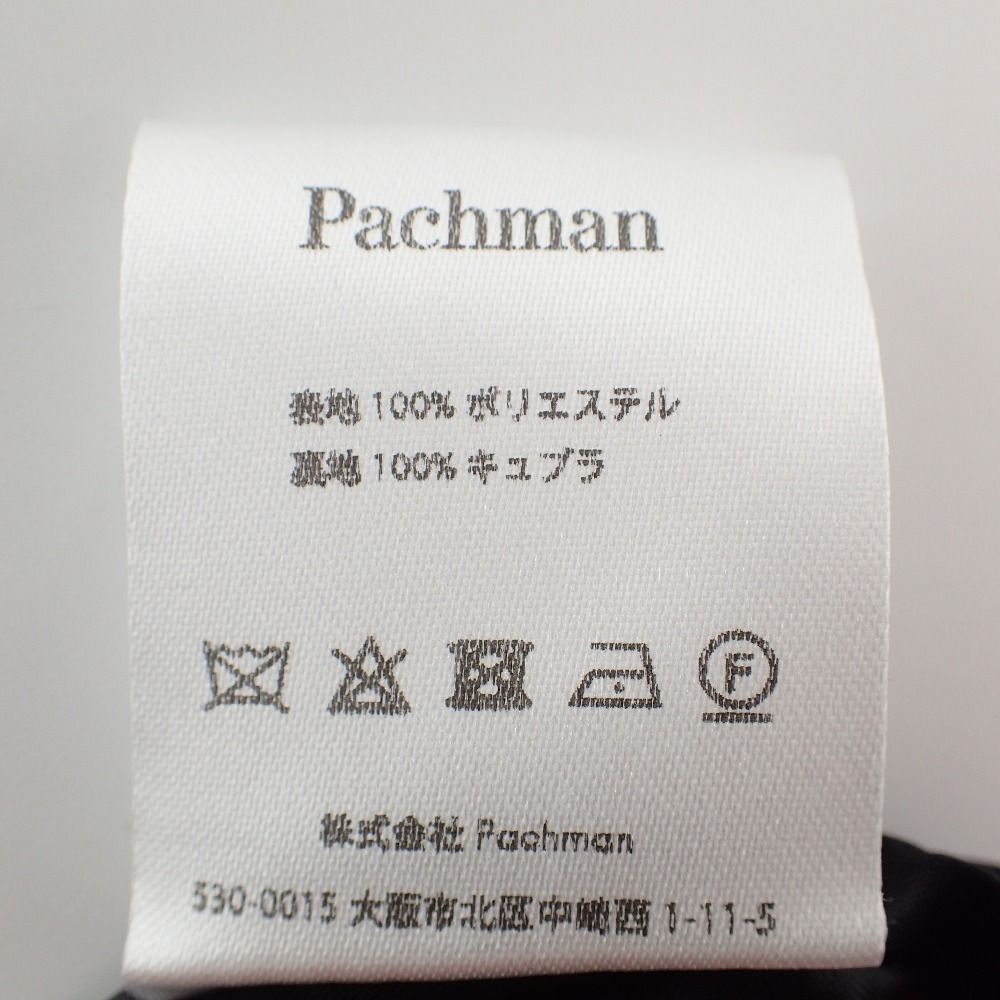 Pachman
表地 100% ポリエステル
裏地 100% キュプラ
F
株式会社 Pachman
530-0015 大阪市北区中崎西 1-11-5